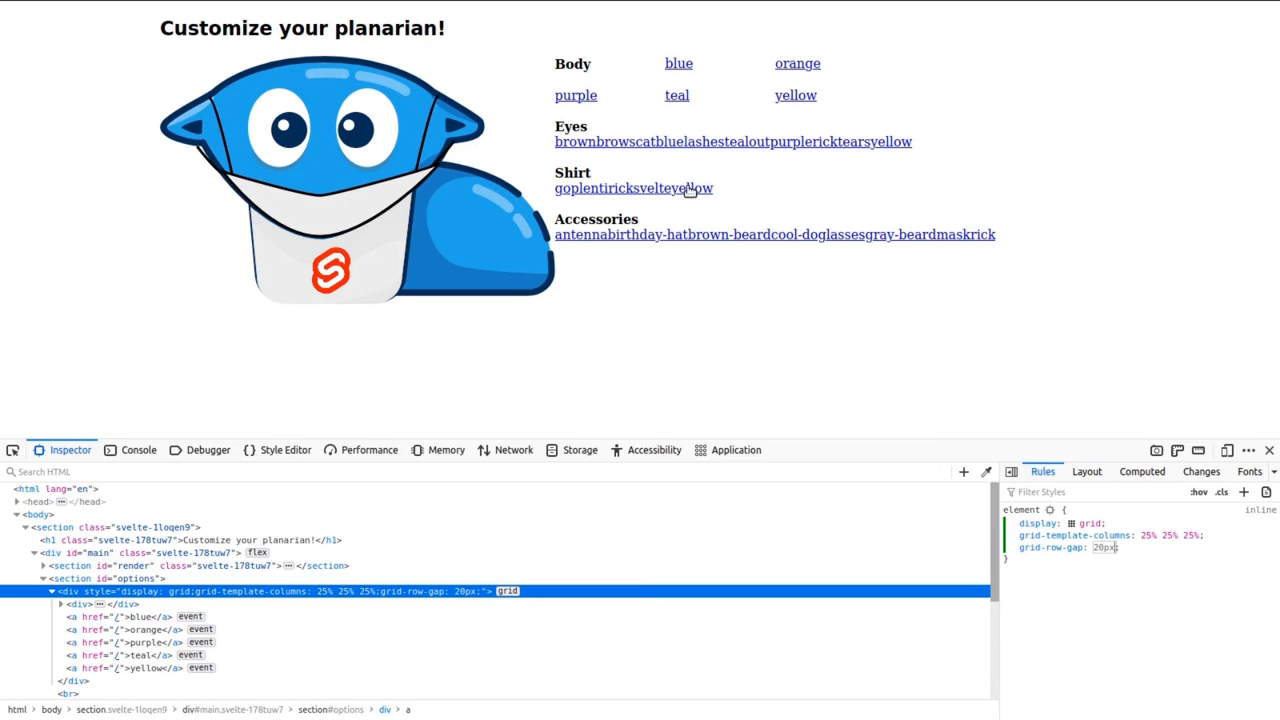 Customize your planarian!
Body blue orange
purple teal yellow
Eyes
brownbrowscatbluelashestealoutpurplericktearsyellow
Shirt
goplentiricksvelteyellow
Accessories
antennabirthday-hatbrown-beardcool-doglassesgray-beardmaskrick
Inspector Console Debugger Style Editor Performance Memory Network Storage Accessibility Application
Search HTML
Rules Layout Computed Changes Fonts
Filter Styles :hov .cls
<html lang="en">
<head> </head>
<body>
<section class="svelte-1loqen9">
<h1 class="svelte-178tuw7">Customize your planarian!</h1>
<div id="main" class="svelte-178tuw7"> flex
<section id="render" class="svelte-178tuw7"> </section>
<section id="options">
<div style="display: grid;grid-template-columns: 25% 25% 25%;grid-row-gap: 20px;"> grid
<div> </div>
<a href="/">blue</a> event
<a href="/">orange</a> event
<a href="/">purple</a> event
<a href="/">teal</a> event
<a href="/">yellow</a> event
</div>
<br>
element { inline
display: grid;
grid-template-columns: 25% 25% 25%;
grid-row-gap: 20px;
}
html > body > section.svelte-1loqen9 > div#main.svelte-178tuw7 > section#options > div > a